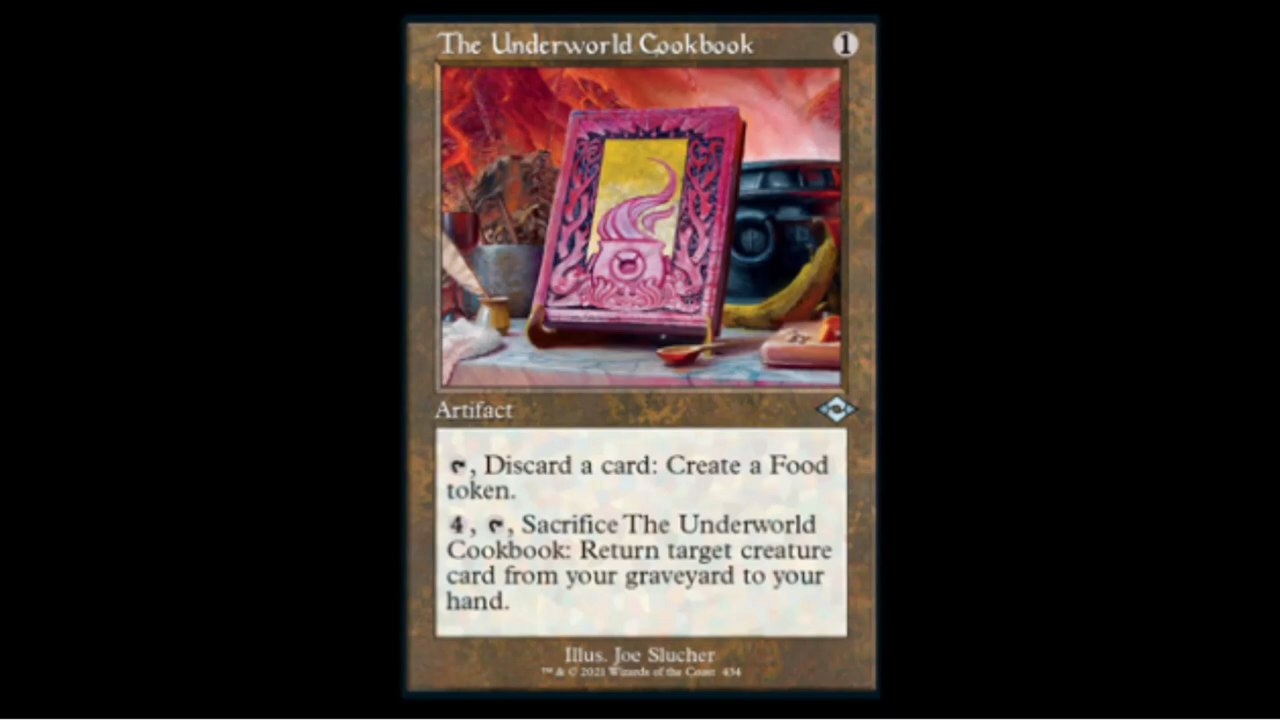 The Underworld Cookbook 1
Artifact
, Discard a card: Create a Food
token.
4, , Sacrifice The Underworld
Cookbook: Return target creature
card from your graveyard to your
hand.
Illus. Joe Slucher
™ & © 2021 Wizards of the Coast 434